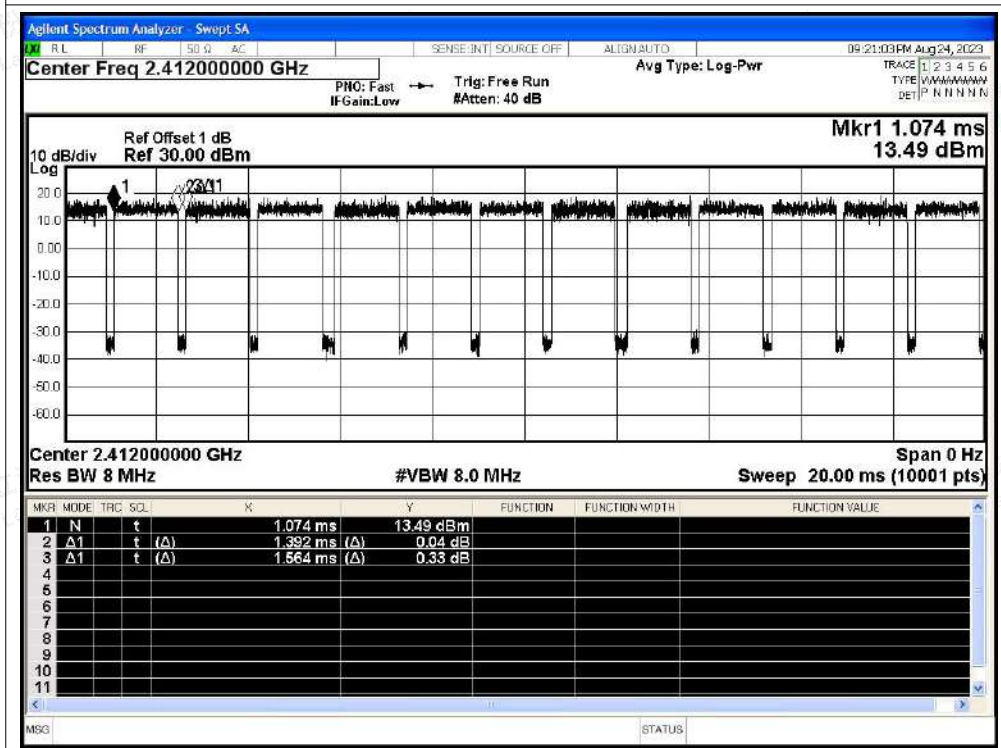 Agilent Spectrum Analyzer - Swept SA
LXI RL RF 50 Ω AC SENSE:INT SOURCE OFF ALIGN AUTO 09:21:03 PM Aug 24, 2023
Center Freq 2.412000000 GHz
PNO: Fast
IFGain:Low
Trig: Free Run
#Atten: 40 dB
Avg Type: Log-Pwr
TRACE 1 2 3 4 5 6
TYPE
DET P N N N N N
Ref Offset 1 dB
10 dB/div Ref 30.00 dBm
Log
Mkr1 1.074 ms
13.49 dBm
1
20.0
10.0
0.00
-10.0
-20.0
-30.0
-40.0
-50.0
-60.0
Center 2.412000000 GHz Span 0 Hz
Res BW 8 MHz #VBW 8.0 MHz Sweep 20.00 ms (10001 pts)
MKR MODE TRC SCL X Y FUNCTION FUNCTION WIDTH FUNCTION VALUE
1 N t 1.074 ms 13.49 dBm
2 Δ1 t (Δ) 1.392 ms (Δ) 0.04 dB
3 Δ1 t (Δ) 1.564 ms (Δ) 0.33 dB
4
5
6
7
8
9
10
11
MSG STATUS